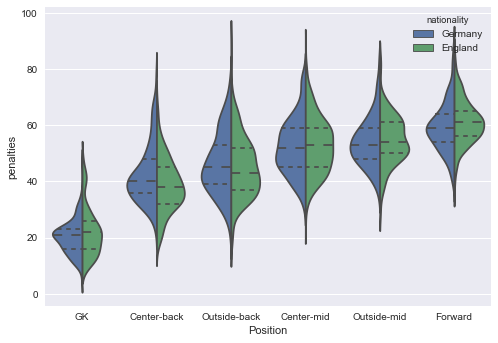 nationality
Germany
England
100
80
60
40
20
0
penalties
GK Center-back Outside-back Center-mid Outside-mid Forward
Position